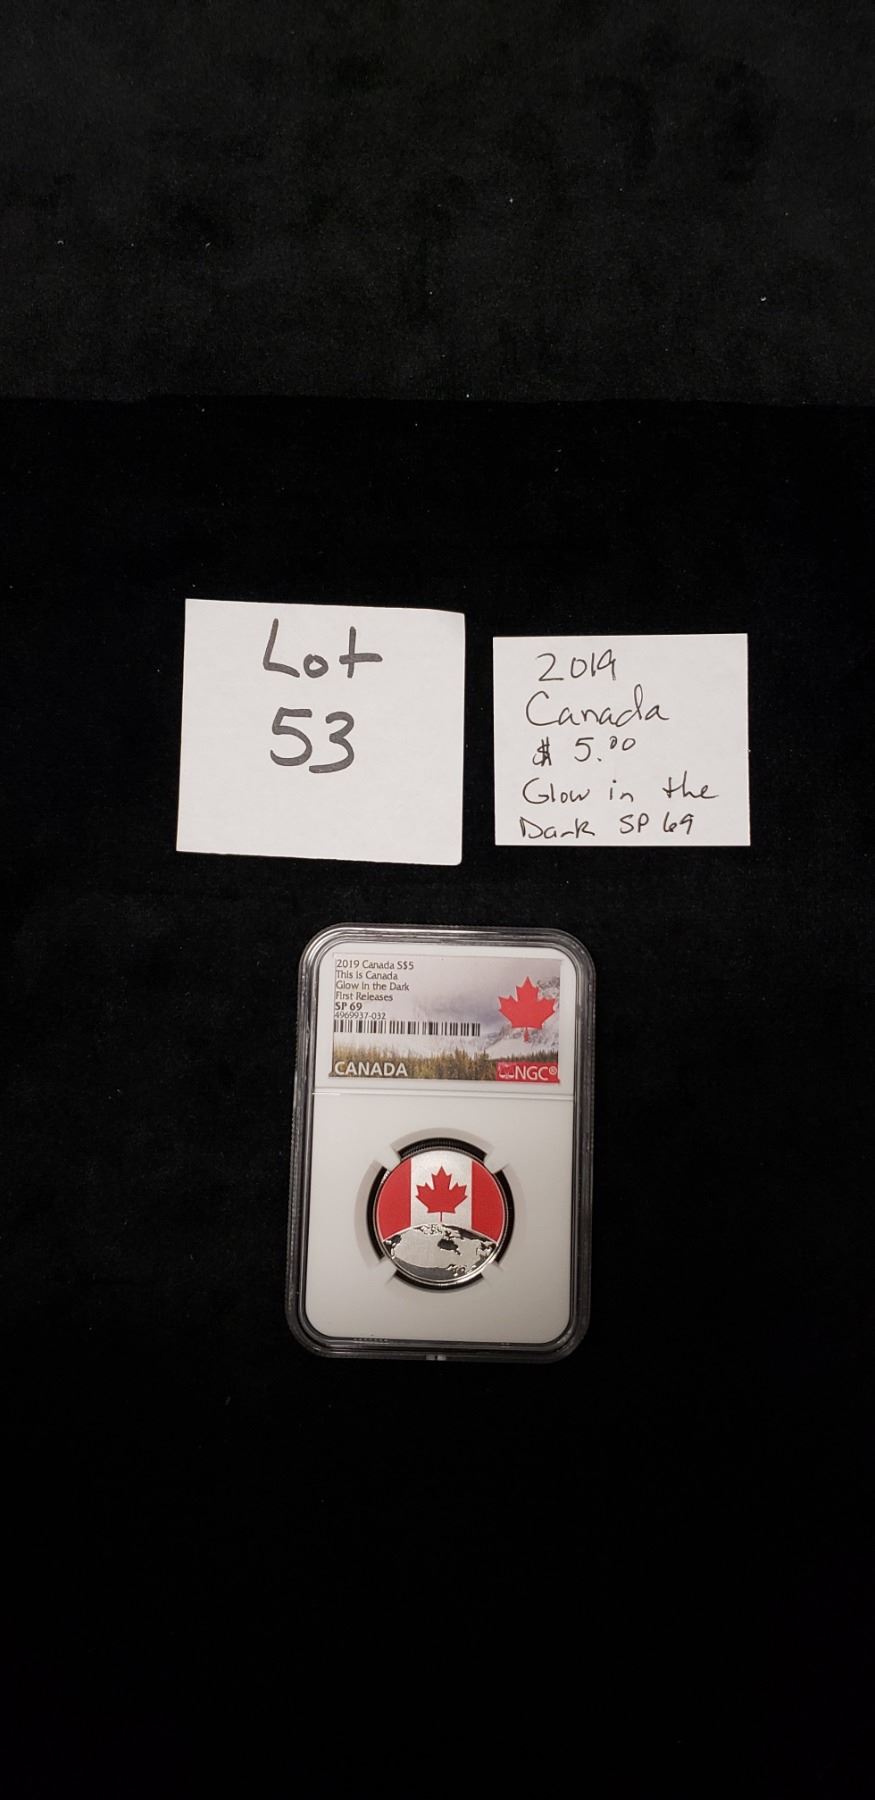 Lot
53
2019
Canada
$ 5.00
Glow in the
Dark SP 69
2019 Canada S$5
This is Canada
Glow in the Dark
First Releases
SP 69
4969937-032
CANADA
NGC®